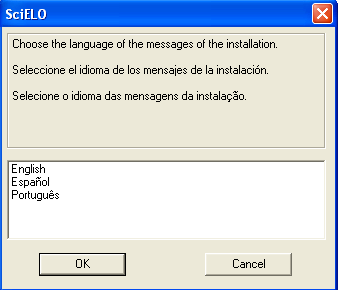 SciELO
Choose the language of the messages of the installation.
Seleccione el idioma de los mensajes de la instalación.
Selecione o idioma das mensagens da instalação.
English
Español
Português
OK
Cancel